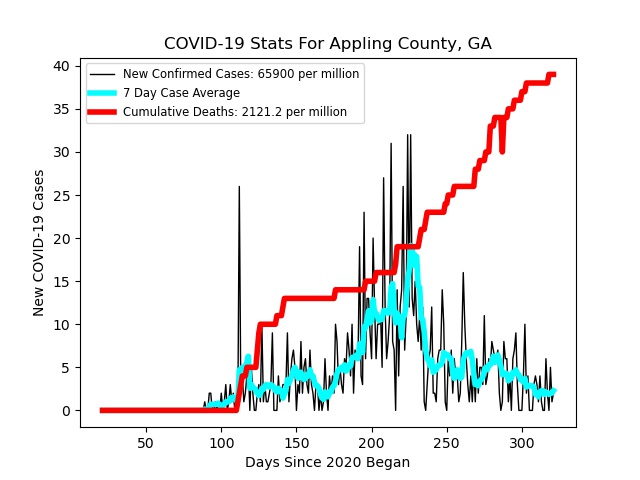 COVID-19 Stats For Appling County, GA
New Confirmed Cases: 65900 per million
7 Day Case Average
Cumulative Deaths: 2121.2 per million
New COVID-19 Cases
40
35
30
25
20
15
10
5
0
50 100 150 200 250 300
Days Since 2020 Began